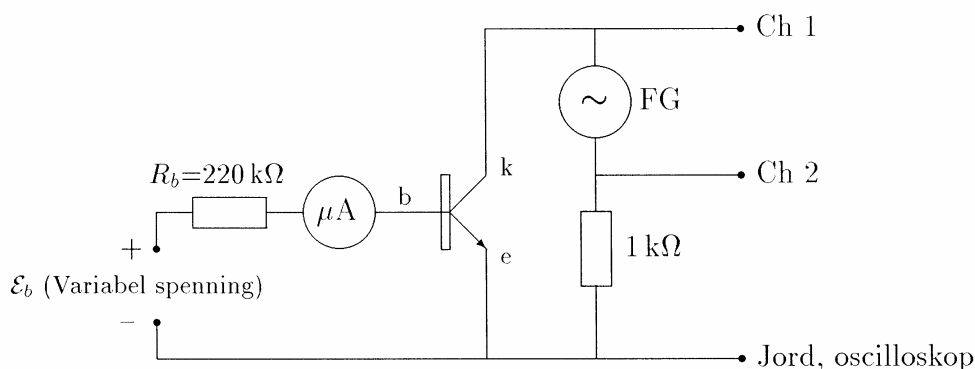 Ch 1
~ FG
k
R_b=220 kΩ
Ch 2
b
μA
1 kΩ
e
+
ℰ_b (Variabel spenning)
−
Jord, oscilloskop